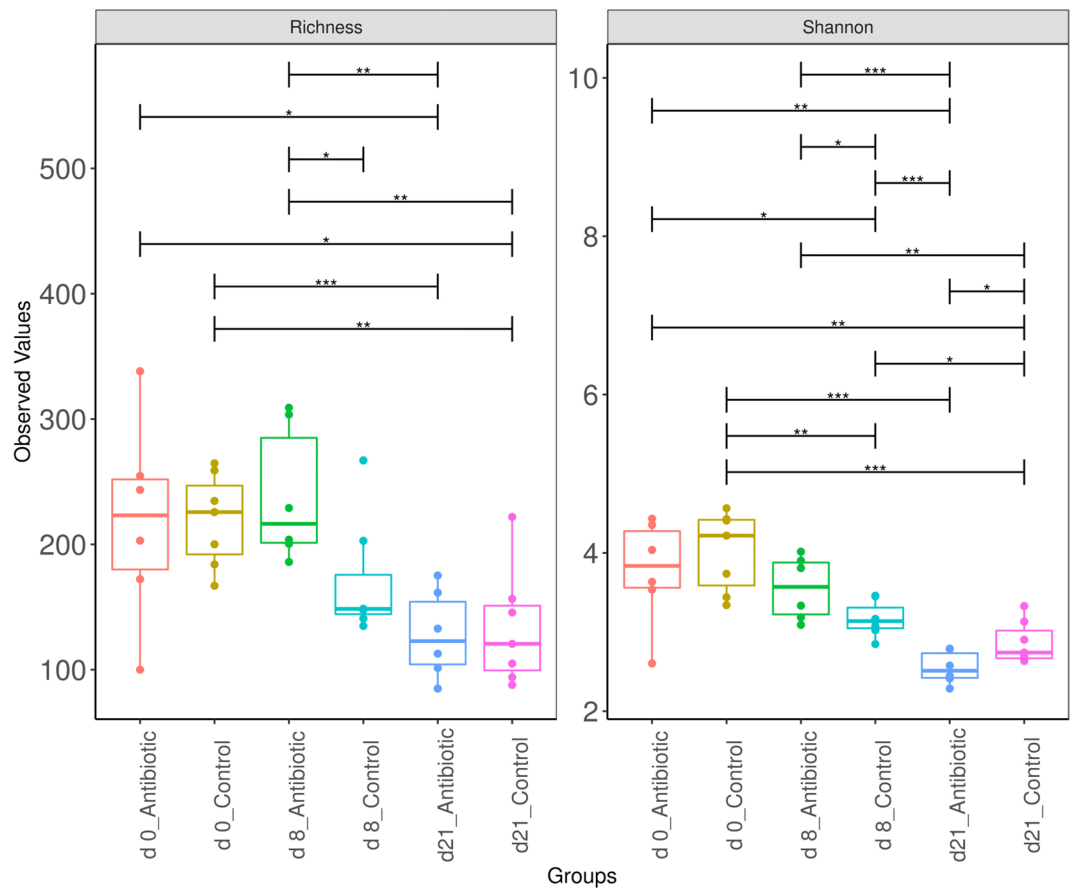 Richness
Shannon
Observed Values
500
400
300
200
100
**
*
*
**
*
***
**
10
8
6
4
2
***
**
*
***
*
**
*
**
*
***
**
***
d 0_Antibiotic
d 0_Control
d 8_Antibiotic
d 8_Control
d21_Antibiotic
d21_Control
d 0_Antibiotic
d 0_Control
d 8_Antibiotic
d 8_Control
d21_Antibiotic
d21_Control
Groups